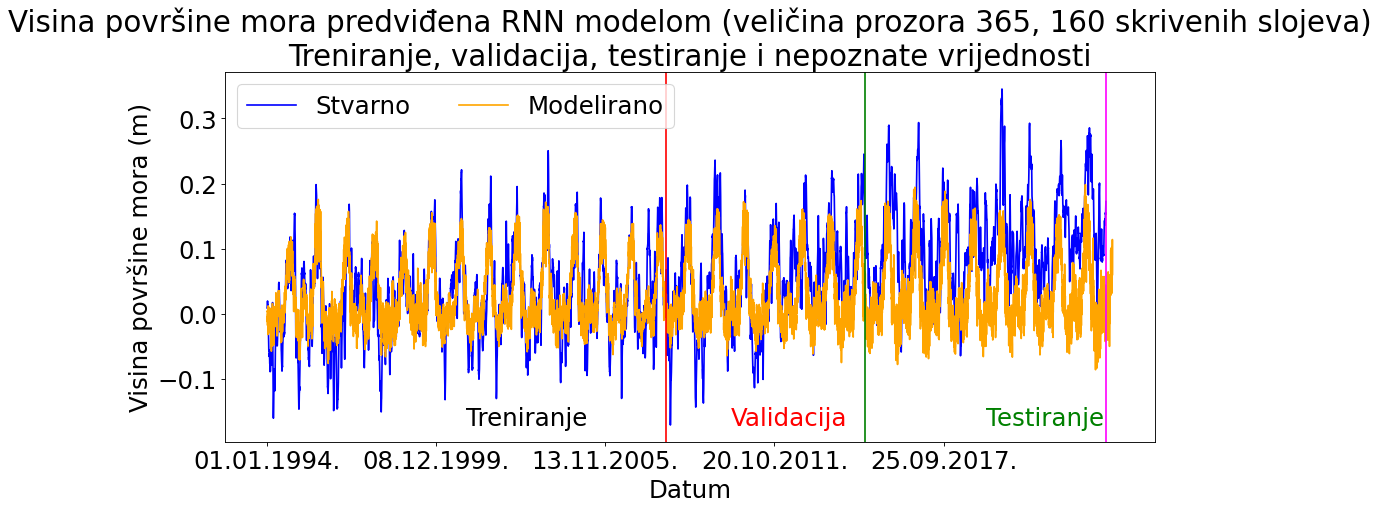 Visina površine mora predviđena RNN modelom (veličina prozora 365, 160 skrivenih slojeva)
Treniranje, validacija, testiranje i nepoznate vrijednosti
Stvarno
Modelirano
Visina površine mora (m)
0.3
0.2
0.1
0.0
−0.1
Treniranje
Validacija
Testiranje
01.01.1994.
08.12.1999.
13.11.2005.
20.10.2011.
25.09.2017.
Datum